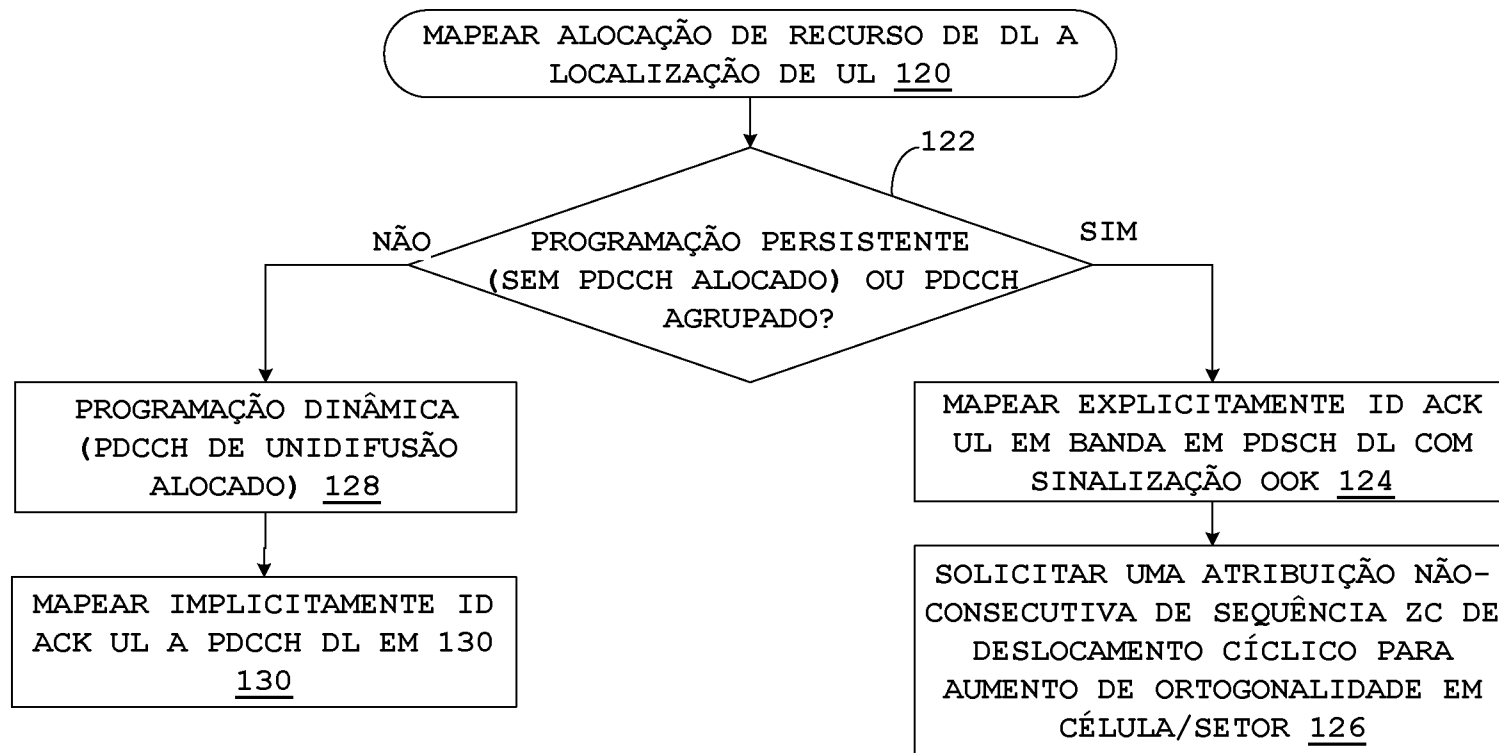 MAPEAR ALOCAÇÃO DE RECURSO DE DL A
LOCALIZAÇÃO DE UL 120
122
NÃO
SIM
PROGRAMAÇÃO PERSISTENTE
(SEM PDCCH ALOCADO) OU PDCCH
AGRUPADO?
PROGRAMAÇÃO DINÂMICA
(PDCCH DE UNIDIFUSÃO
ALOCADO) 128
MAPEAR IMPLICITAMENTE ID
ACK UL A PDCCH DL EM 130
130
MAPEAR EXPLICITAMENTE ID ACK
UL EM BANDA EM PDSCH DL COM
SINALIZAÇÃO OOK 124
SOLICITAR UMA ATRIBUIÇÃO NÃO-
CONSECUTIVA DE SEQUÊNCIA ZC DE
DESLOCAMENTO CÍCLICO PARA
AUMENTO DE ORTOGONALIDADE EM
CÉLULA/SETOR 126